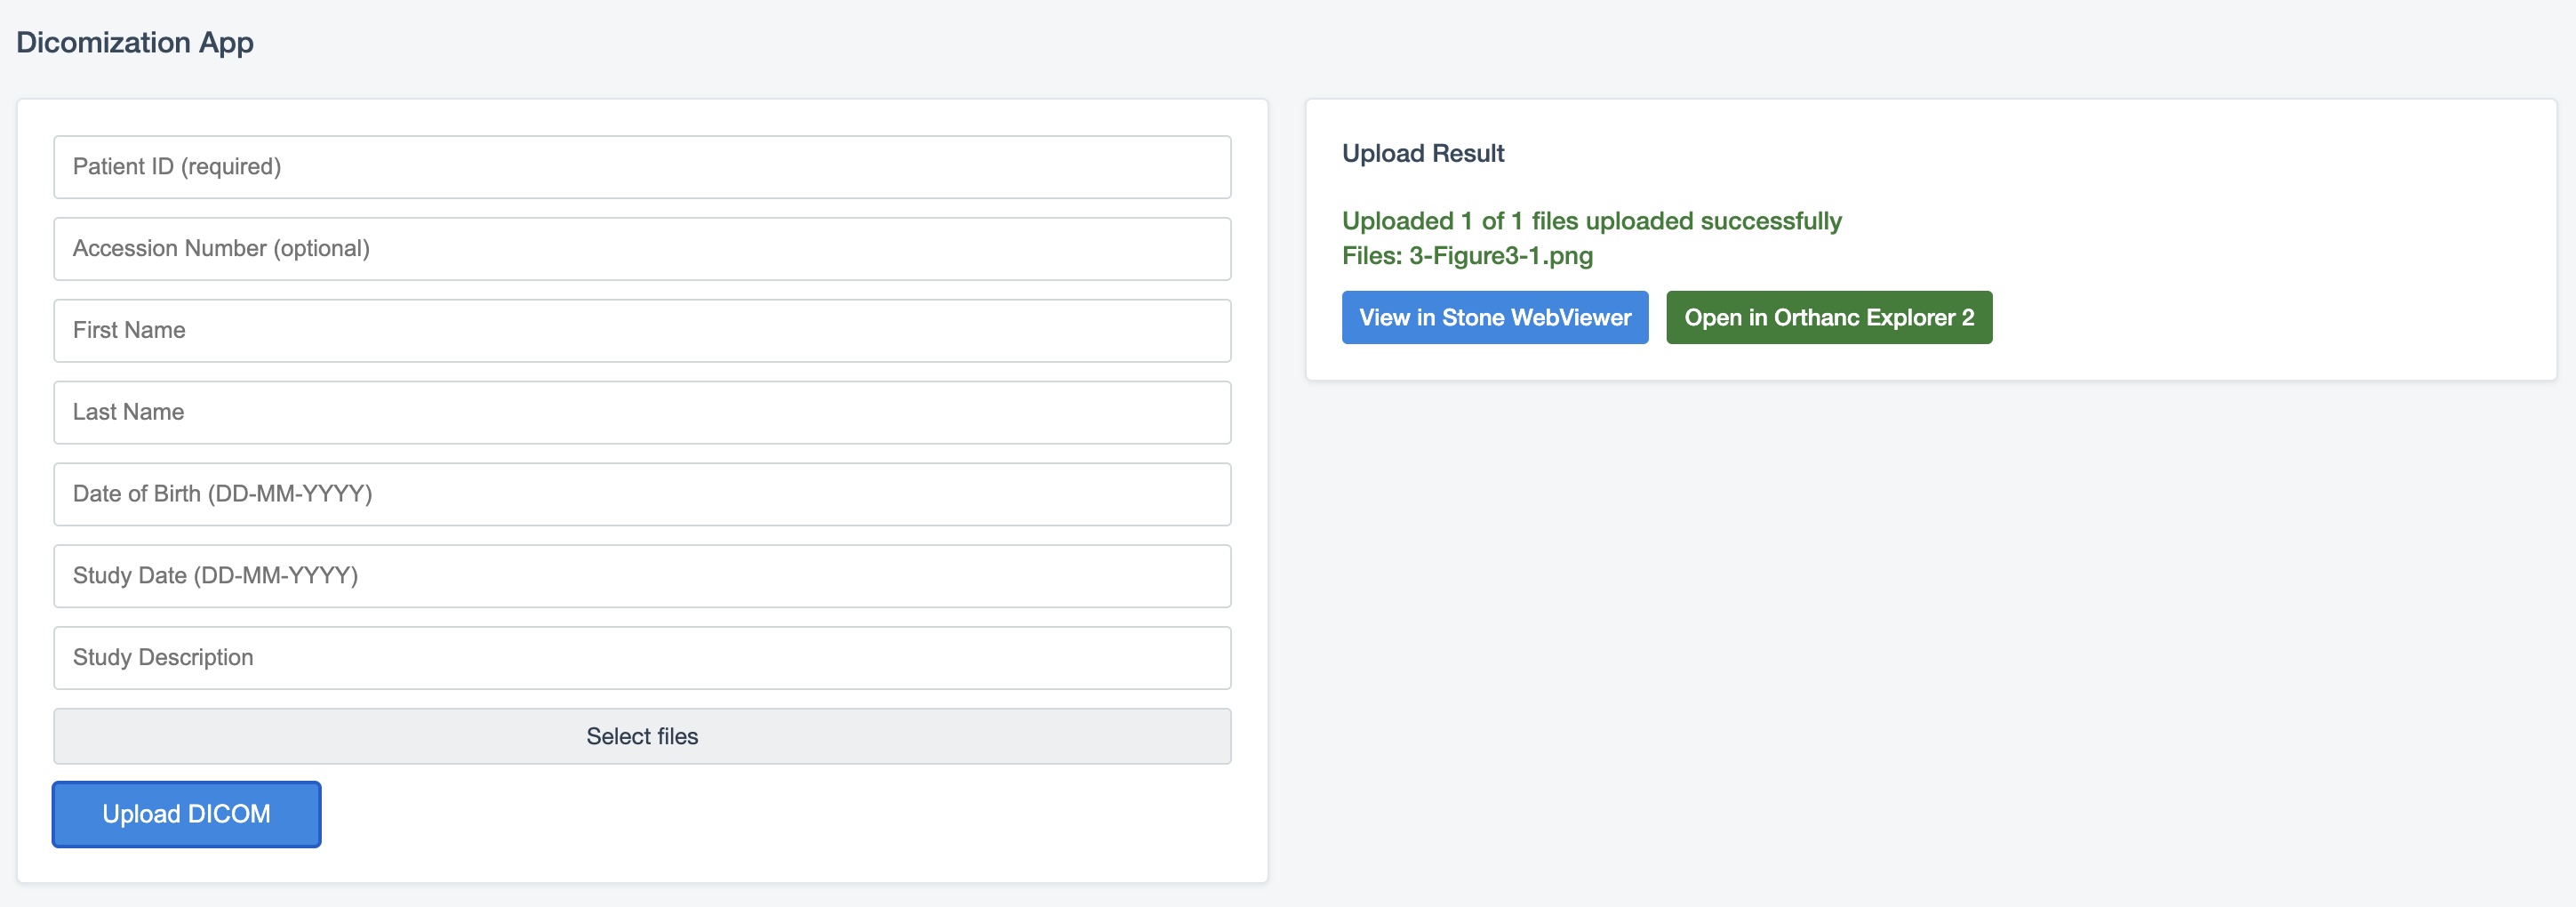 Dicomization App
Patient ID (required)
Accession Number (optional)
First Name
Last Name
Date of Birth (DD-MM-YYYY)
Study Date (DD-MM-YYYY)
Study Description
Select files
Upload DICOM
Upload Result
Uploaded 1 of 1 files uploaded successfully
Files: 3-Figure3-1.png
View in Stone WebViewer
Open in Orthanc Explorer 2